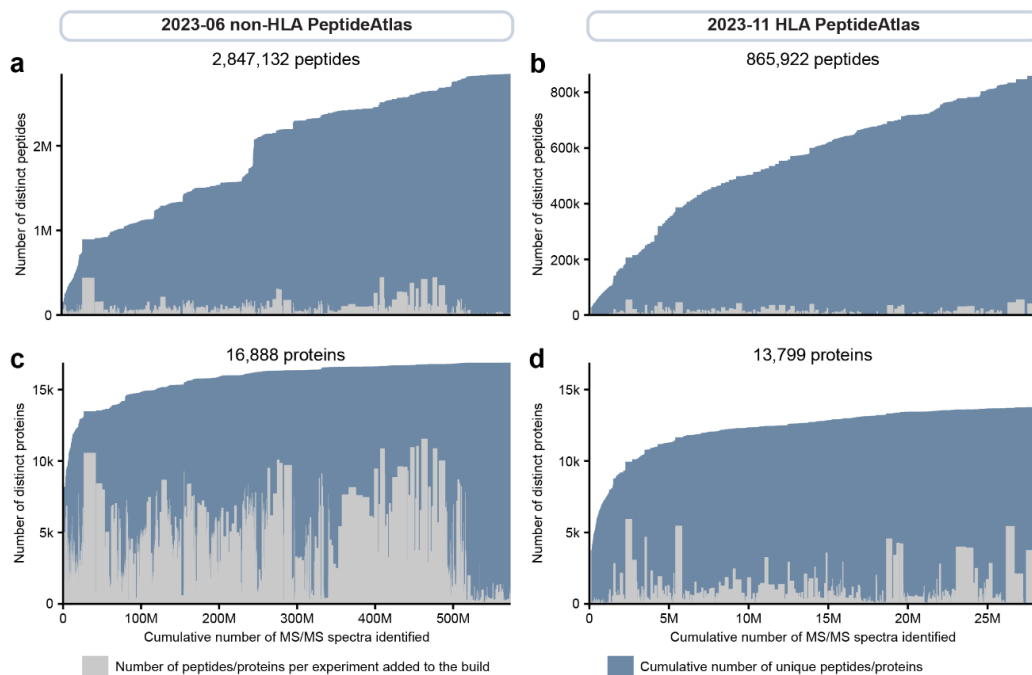 2023-06 non-HLA PeptideAtlas
2023-11 HLA PeptideAtlas
a
2,847,132 peptides
Number of distinct peptides
2M
1M
0
b
865,922 peptides
Number of distinct peptides
800k
600k
400k
200k
0
c
16,888 proteins
Number of distinct proteins
15k
10k
5k
0
0 100M 200M 300M 400M 500M
Cumulative number of MS/MS spectra identified
d
13,799 proteins
Number of distinct proteins
15k
10k
5k
0
0 5M 10M 15M 20M 25M
Cumulative number of MS/MS spectra identified
Number of peptides/proteins per experiment added to the build
Cumulative number of unique peptides/proteins